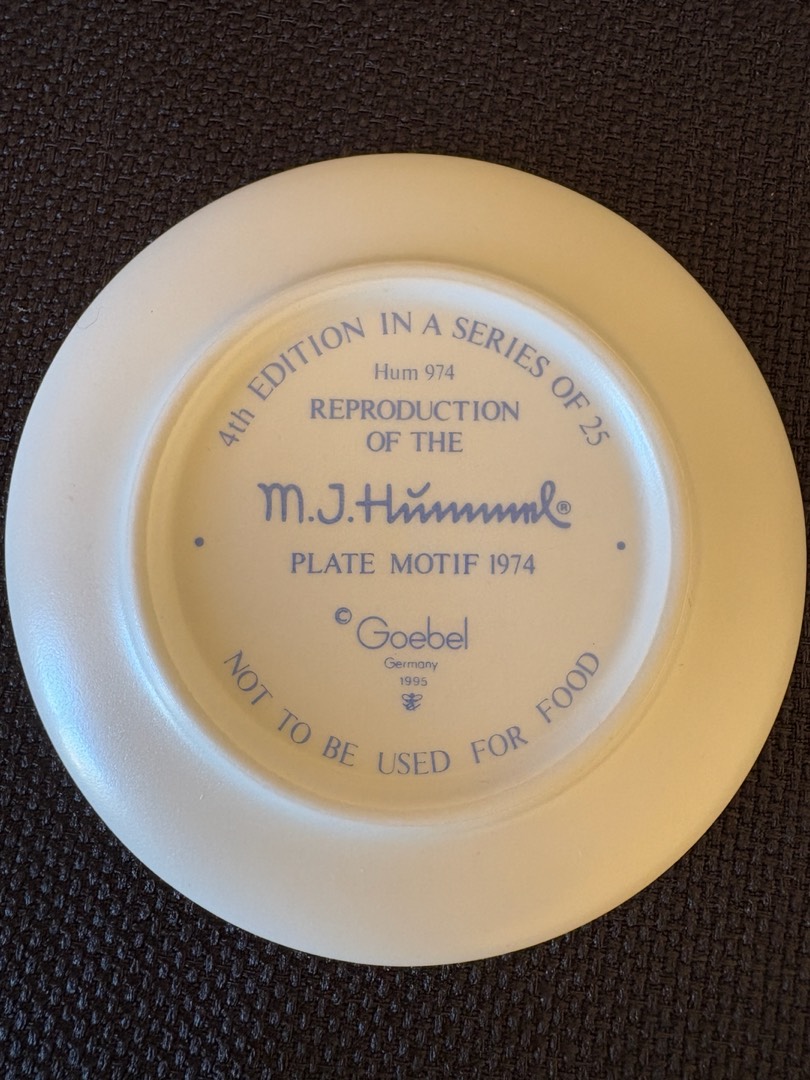 4th EDITION IN A SERIES OF 25
Hum 974
REPRODUCTION
OF THE
M.J. Hummel®
PLATE MOTIF 1974
© Goebel
Germany
1995
NOT TO BE USED FOR FOOD